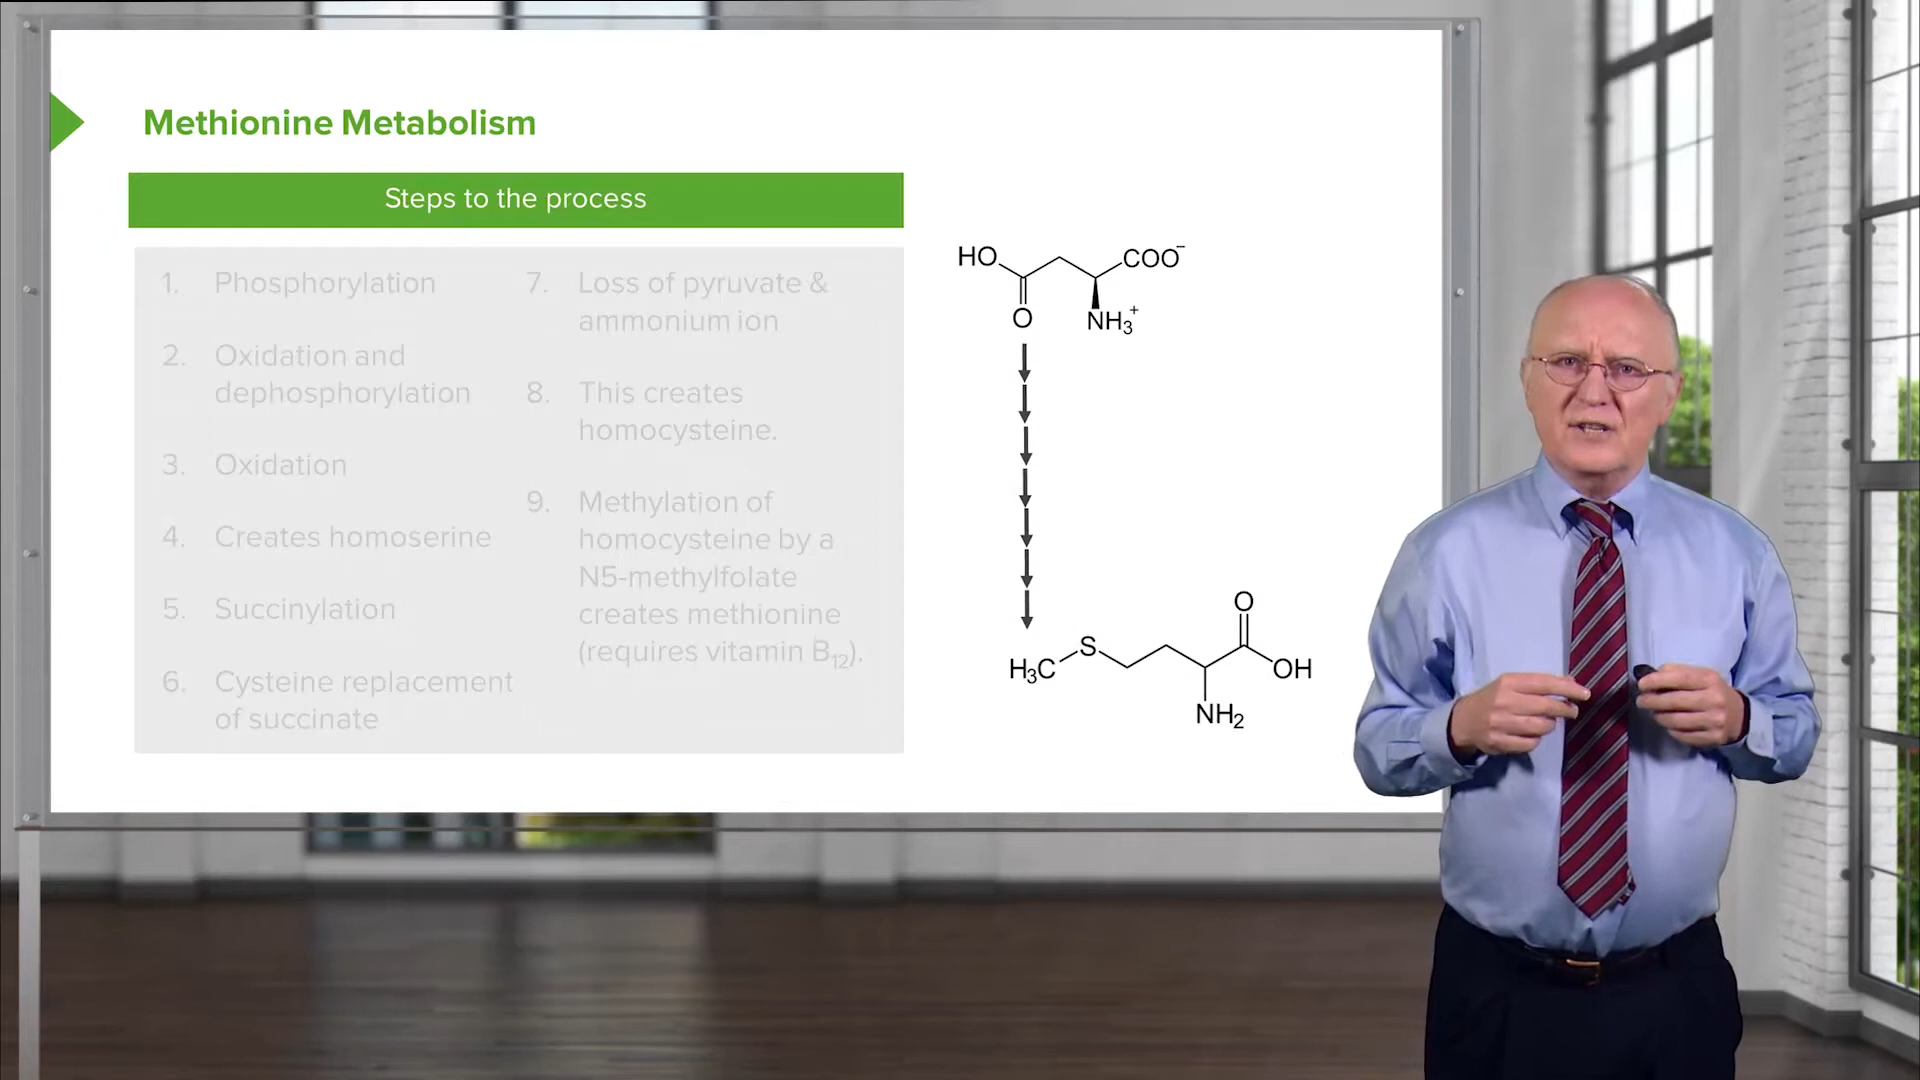 Methionine Metabolism
Steps to the process
1. Phosphorylation
2. Oxidation and
dephosphorylation
3. Oxidation
4. Creates homoserine
5. Succinylation
6. Cysteine replacement
of succinate
7. Loss of pyruvate &
ammonium ion
8. This creates
homocysteine.
9. Methylation of
homocysteine by a
N5-methylfolate
creates methionine
(requires vitamin B₁₂).
HO COO⁻
O NH₃⁺
O
S
H₃C OH
NH₂